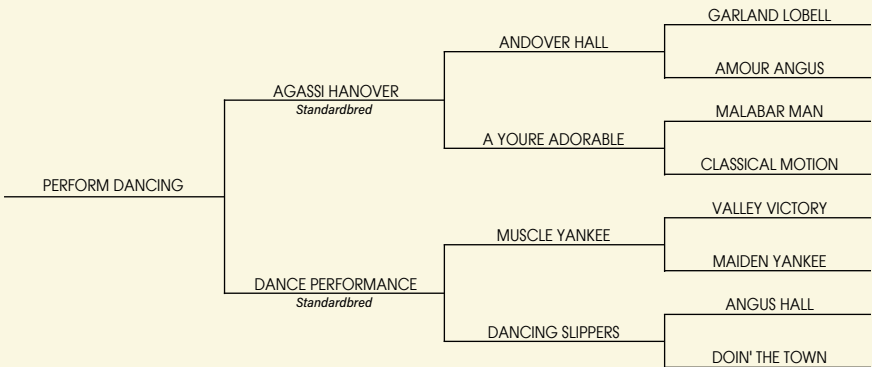 GARLAND LOBELL
ANDOVER HALL
AMOUR ANGUS
AGASSI HANOVER
Standardbred
MALABAR MAN
A YOURE ADORABLE
CLASSICAL MOTION
PERFORM DANCING
VALLEY VICTORY
MUSCLE YANKEE
MAIDEN YANKEE
DANCE PERFORMANCE
Standardbred
ANGUS HALL
DANCING SLIPPERS
DOIN' THE TOWN